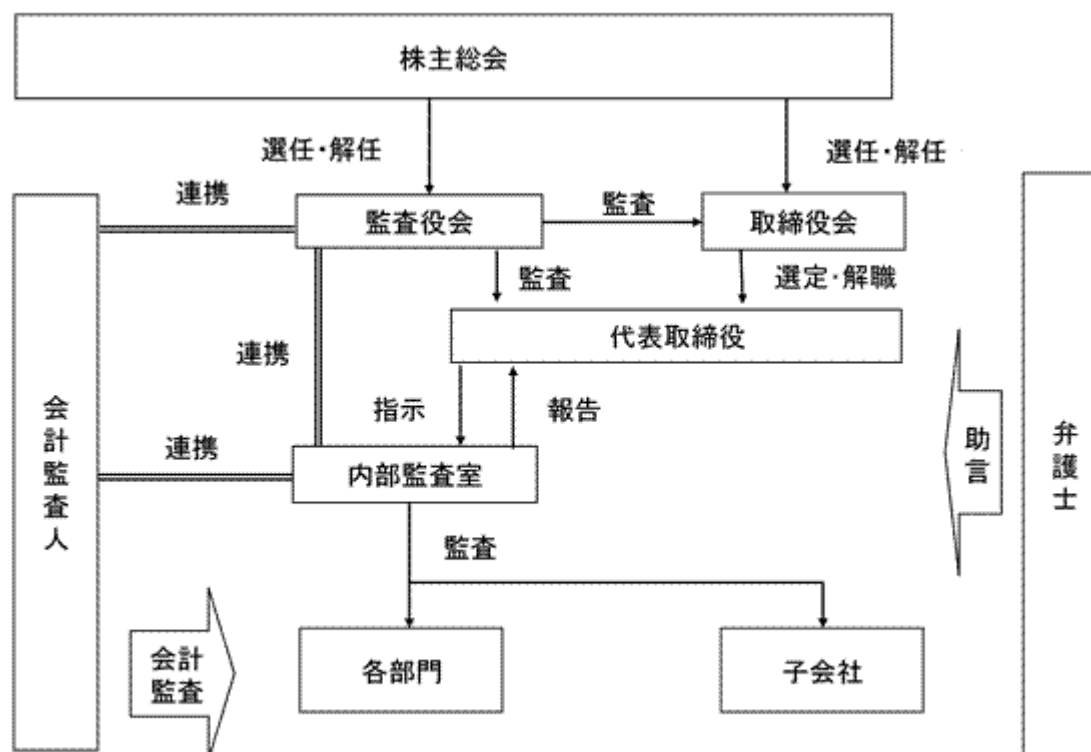 株主総会
選任・解任
選任・解任
連携
監査役会
監査
取締役会
監査
選定・解職
代表取締役
連携
指示
報告
会計監査人
連携
内部監査室
助言
弁護士
監査
会計
監査
各部門
子会社